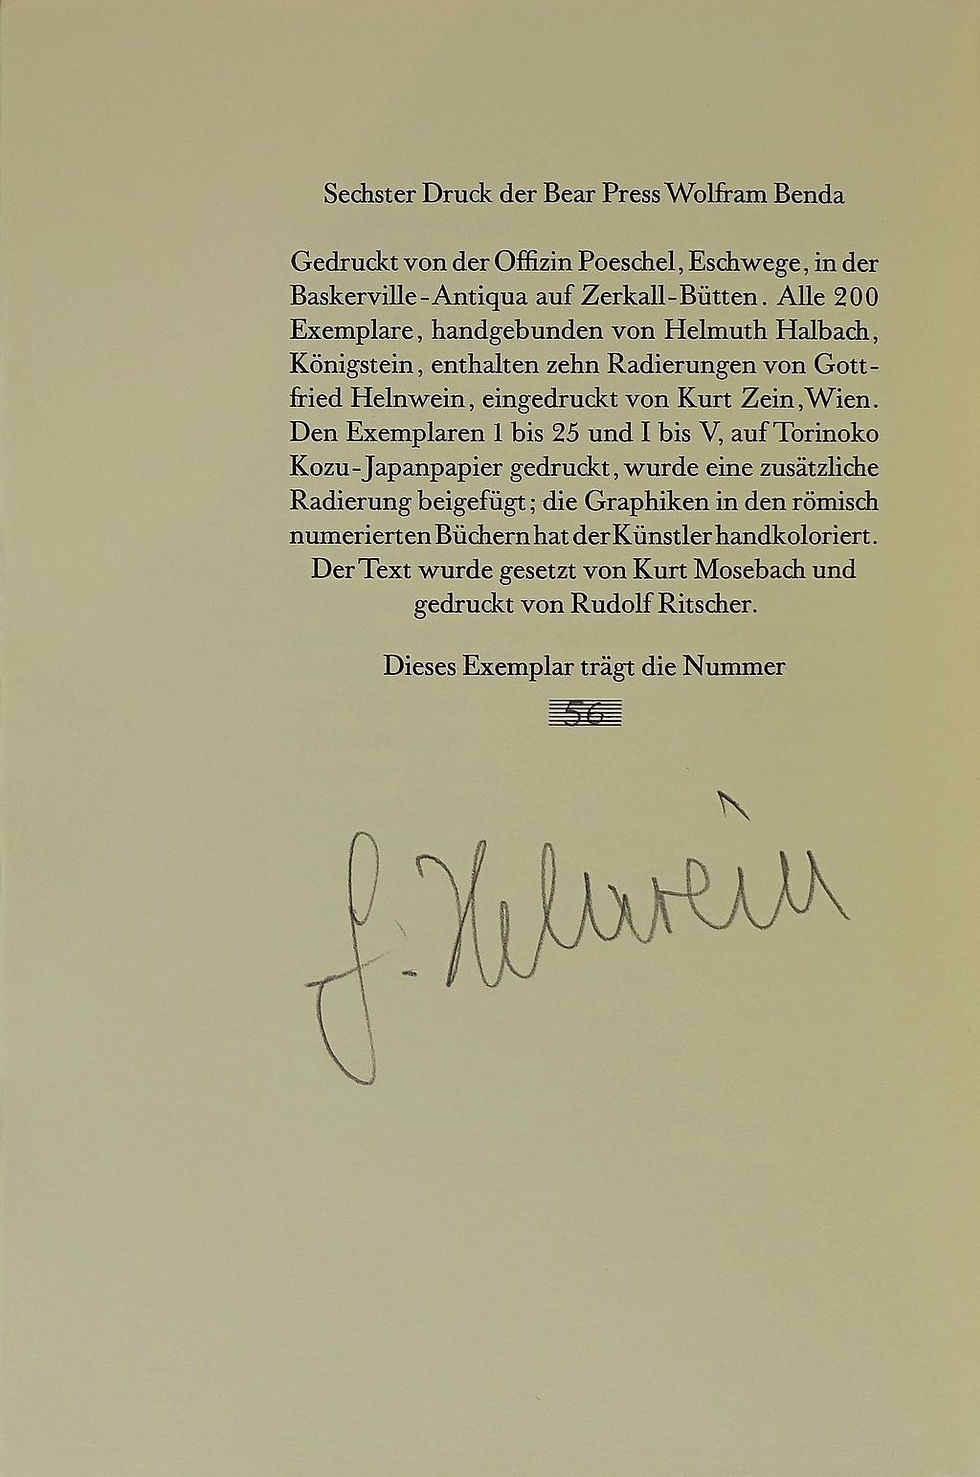 Sechster Druck der Bear Press Wolfram Benda
Gedruckt von der Offizin Poeschel, Eschwege, in der
Baskerville-Antiqua auf Zerkall-Bütten. Alle 200
Exemplare, handgebunden von Helmuth Halbach,
Königstein, enthalten zehn Radierungen von Gott-
fried Helnwein, eingedruckt von Kurt Zein, Wien.
Den Exemplaren 1 bis 25 und I bis V, auf Torinoko
Kozu-Japanpapier gedruckt, wurde eine zusätzliche
Radierung beigefügt; die Graphiken in den römisch
numerierten Büchern hat der Künstler handkoloriert.
Der Text wurde gesetzt von Kurt Mosebach und
gedruckt von Rudolf Ritscher.
Dieses Exemplar trägt die Nummer
56
G. Helnwein